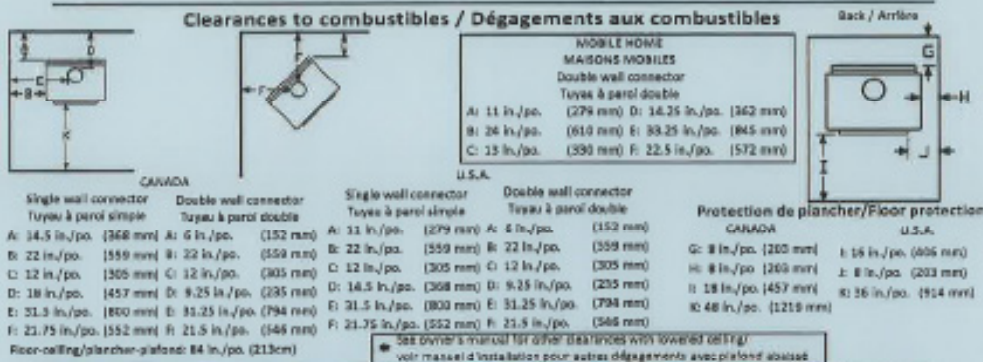 Clearances to combustibles / Dégagements aux combustibles
Back / Arrière
MOBILE HOME
MAISONS MOBILES
Double wall connector
Tuyau à paroi double
A: 11 in./po. (279 mm) D: 14.25 in./po. (362 mm)
B: 24 in./po. (610 mm) E: 33.25 in./po. (845 mm)
C: 13 in./po. (330 mm) F: 22.5 in./po. (572 mm)
B
D
E
B
K
F
C
F
G
H
I
J
I
CANADA
Single wall connector
Tuyau à paroi simple
A: 14.5 in./po. (368 mm)
B: 22 in./po. (559 mm)
C: 12 in./po. (305 mm)
D: 18 in./po. (457 mm)
E: 31.5 in./po. (800 mm)
F: 21.75 in./po. (552 mm)
Double wall connector
Tuyau à paroi double
A: 6 in./po. (152 mm)
B: 22 in./po. (559 mm)
C: 12 in./po. (305 mm)
D: 9.25 in./po. (235 mm)
E: 31.25 in./po. (794 mm)
F: 21.5 in./po. (546 mm)
Floor-ceiling/plancher-plafond: 84 in./po. (213cm)
U.S.A.
Single wall connector
Tuyau à paroi simple
A: 11 in./po. (279 mm)
B: 22 in./po. (559 mm)
C: 12 in./po. (305 mm)
D: 14.5 in./po. (368 mm)
E: 31.5 in./po. (800 mm)
F: 21.75 in./po. (552 mm)
Double wall connector
Tuyau à paroi double
A: 6 in./po. (152 mm)
B: 22 in./po. (559 mm)
C: 12 in./po. (305 mm)
D: 9.25 in./po. (235 mm)
E: 31.25 in./po. (794 mm)
F: 21.5 in./po. (546 mm)
Protection de plancher/Floor protection
CANADA
G: 8 in./po. (203 mm)
H: 8 in./po. (203 mm)
I: 18 in./po. (457 mm)
K: 48 in./po. (1219 mm)
U.S.A.
I: 16 in./po. (406 mm)
J: 8 in./po. (203 mm)
K: 36 in./po. (914 mm)
See owner's manual for other clearances with lowered ceiling/
voir manuel d'installation pour autres dégagements avec plafond abaissé